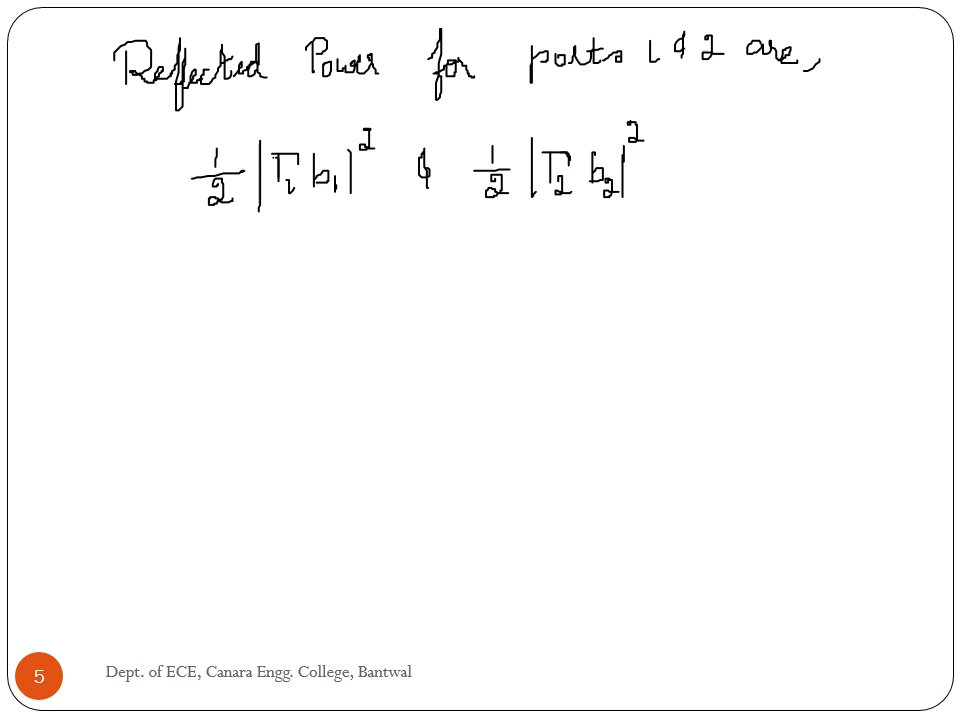 Reflected Power for ports 1 & 2 are,
1/2 |Γ₁ b₁|² & 1/2 |Γ₂ b₂|²
5 Dept. of ECE, Canara Engg. College, Bantwal